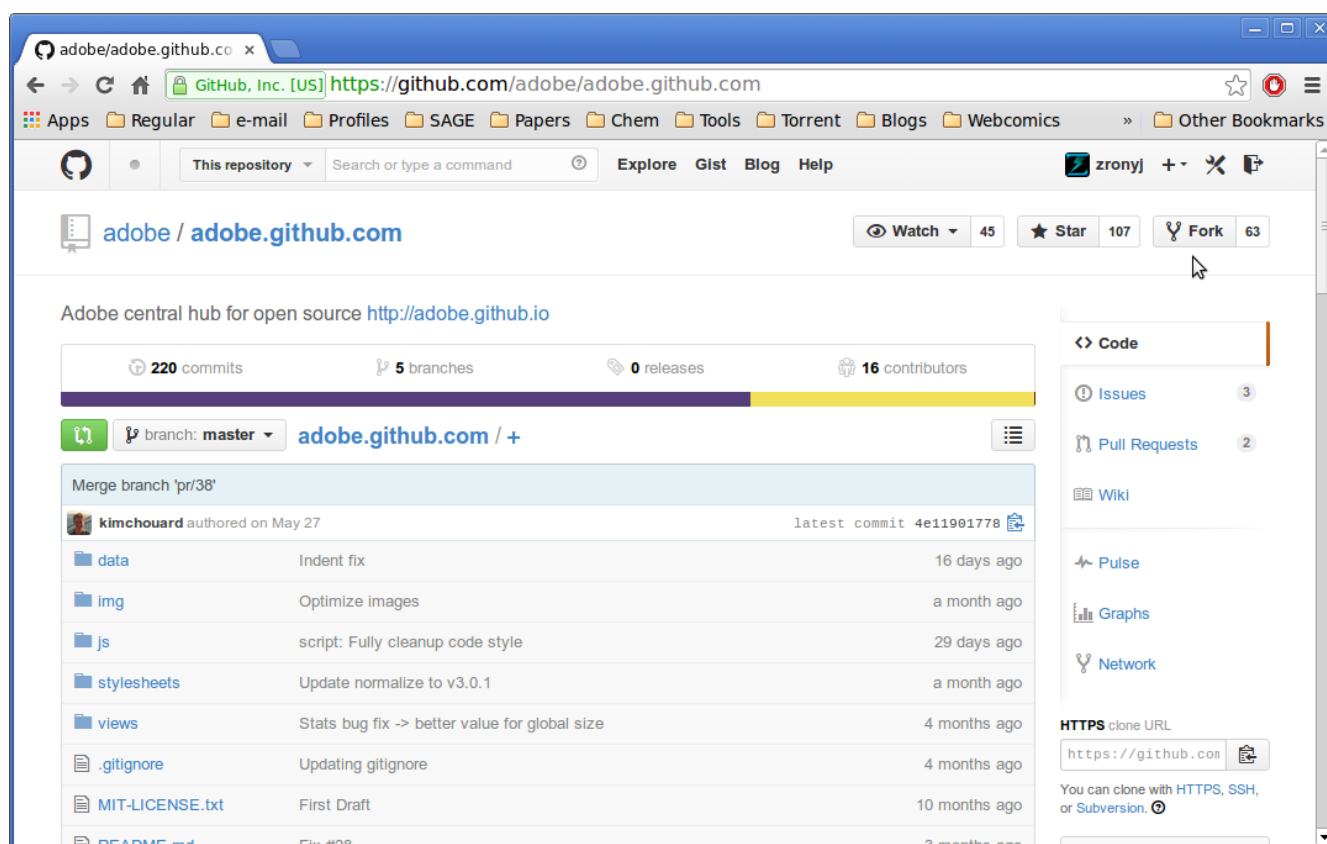 adobe/adobe.github.co ×
GitHub, Inc. [US] https://github.com/adobe/adobe.github.com
Apps Regular e-mail Profiles SAGE Papers Chem Tools Torrent Blogs Webcomics » Other Bookmarks
This repository Search or type a command Explore Gist Blog Help zronyj
adobe / adobe.github.com Watch 45 Star 107 Fork 63
Adobe central hub for open source http://adobe.github.io
220 commits 5 branches 0 releases 16 contributors
branch: master adobe.github.com / +
Merge branch 'pr/38'
kimchouard authored on May 27 latest commit 4e11901778
data Indent fix 16 days ago
img Optimize images a month ago
js script: Fully cleanup code style 29 days ago
stylesheets Update normalize to v3.0.1 a month ago
views Stats bug fix -> better value for global size 4 months ago
.gitignore Updating gitignore 4 months ago
MIT-LICENSE.txt First Draft 10 months ago
README.md Fix #28 3 months ago
Code
Issues 3
Pull Requests 2
Wiki
Pulse
Graphs
Network
HTTPS clone URL
https://github.com
You can clone with HTTPS, SSH,
or Subversion.